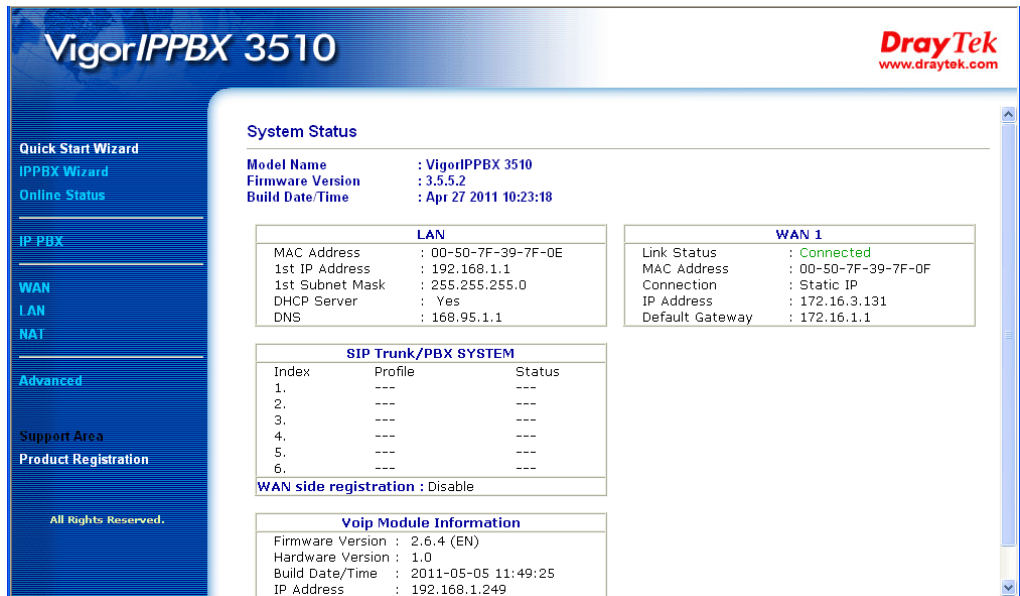 VigorIPPBX 3510
DrayTek
www.draytek.com
Quick Start Wizard
IPPBX Wizard
Online Status
IP PBX
WAN
LAN
NAT
Advanced
Support Area
Product Registration
All Rights Reserved.
System Status
Model Name : VigorIPPBX 3510
Firmware Version : 3.5.5.2
Build Date/Time : Apr 27 2011 10:23:18
LAN
MAC Address : 00-50-7F-39-7F-0E
1st IP Address : 192.168.1.1
1st Subnet Mask : 255.255.255.0
DHCP Server : Yes
DNS : 168.95.1.1
WAN 1
Link Status : Connected
MAC Address : 00-50-7F-39-7F-0F
Connection : Static IP
IP Address : 172.16.3.131
Default Gateway : 172.16.1.1
SIP Trunk/PBX SYSTEM
Index Profile Status
1. --- ---
2. --- ---
3. --- ---
4. --- ---
5. --- ---
6. --- ---
WAN side registration : Disable
Voip Module Information
Firmware Version : 2.6.4 (EN)
Hardware Version : 1.0
Build Date/Time : 2011-05-05 11:49:25
IP Address : 192.168.1.249